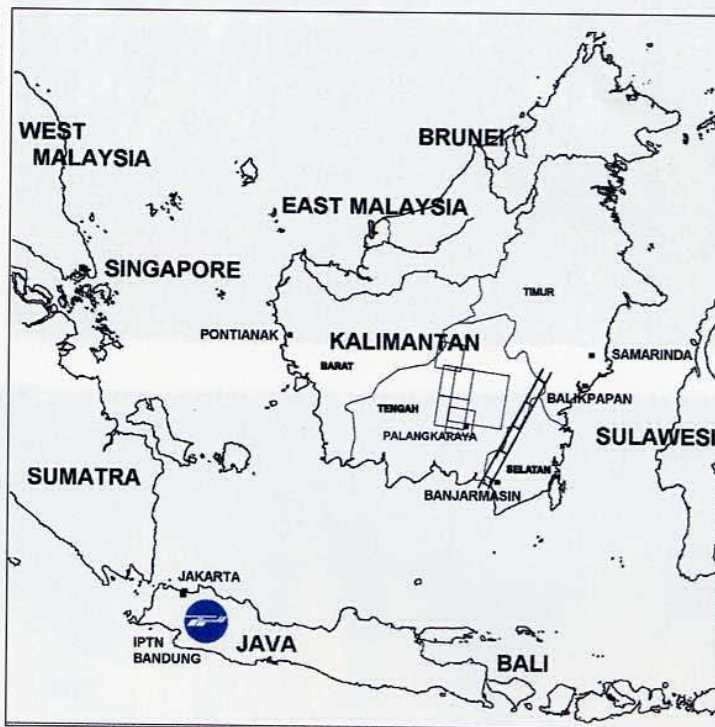 WEST
MALAYSIA
BRUNEI
EAST MALAYSIA
SINGAPORE
TIMUR
PONTIANAK
KALIMANTAN
SAMARINDA
BARAT
BALIKPAPAN
TENGAH
PALANGKARAYA
SULAWESI
SUMATRA
SELATAN
BANJARMASIN
JAKARTA
IPTN
BANDUNG
JAVA
BALI